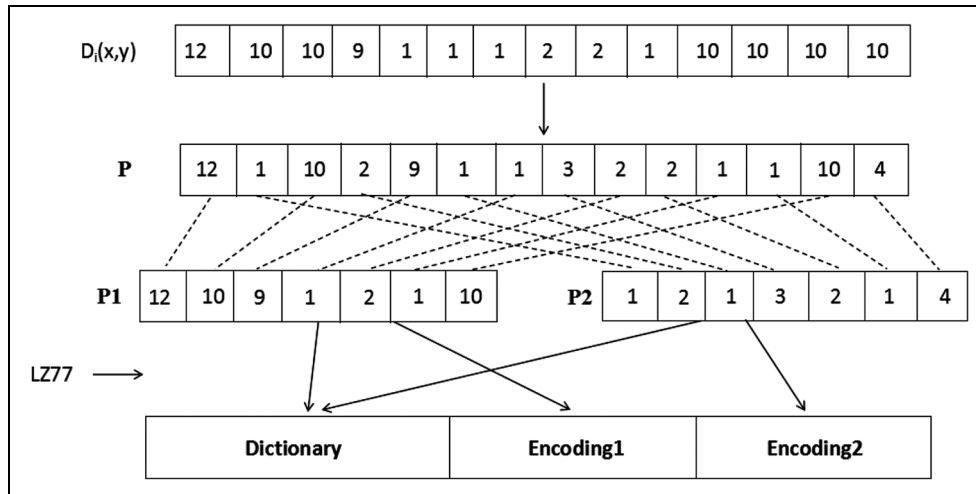 Dᵢ(x,y) 12 10 10 9 1 1 1 2 2 1 10 10 10 10
P 12 1 10 2 9 1 1 3 2 2 1 1 10 4
P1 12 10 9 1 2 1 10 P2 1 2 1 3 2 1 4
LZ77
Dictionary Encoding1 Encoding2